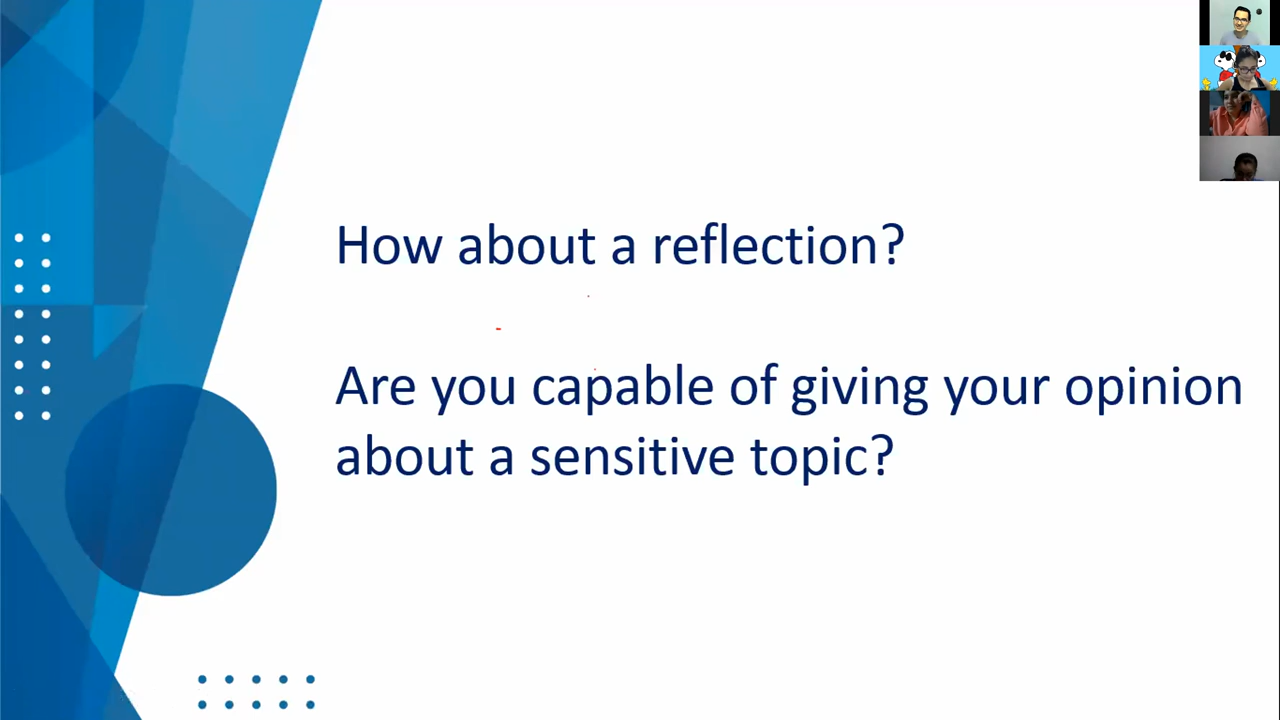 How about a reflection?
Are you capable of giving your opinion
about a sensitive topic?